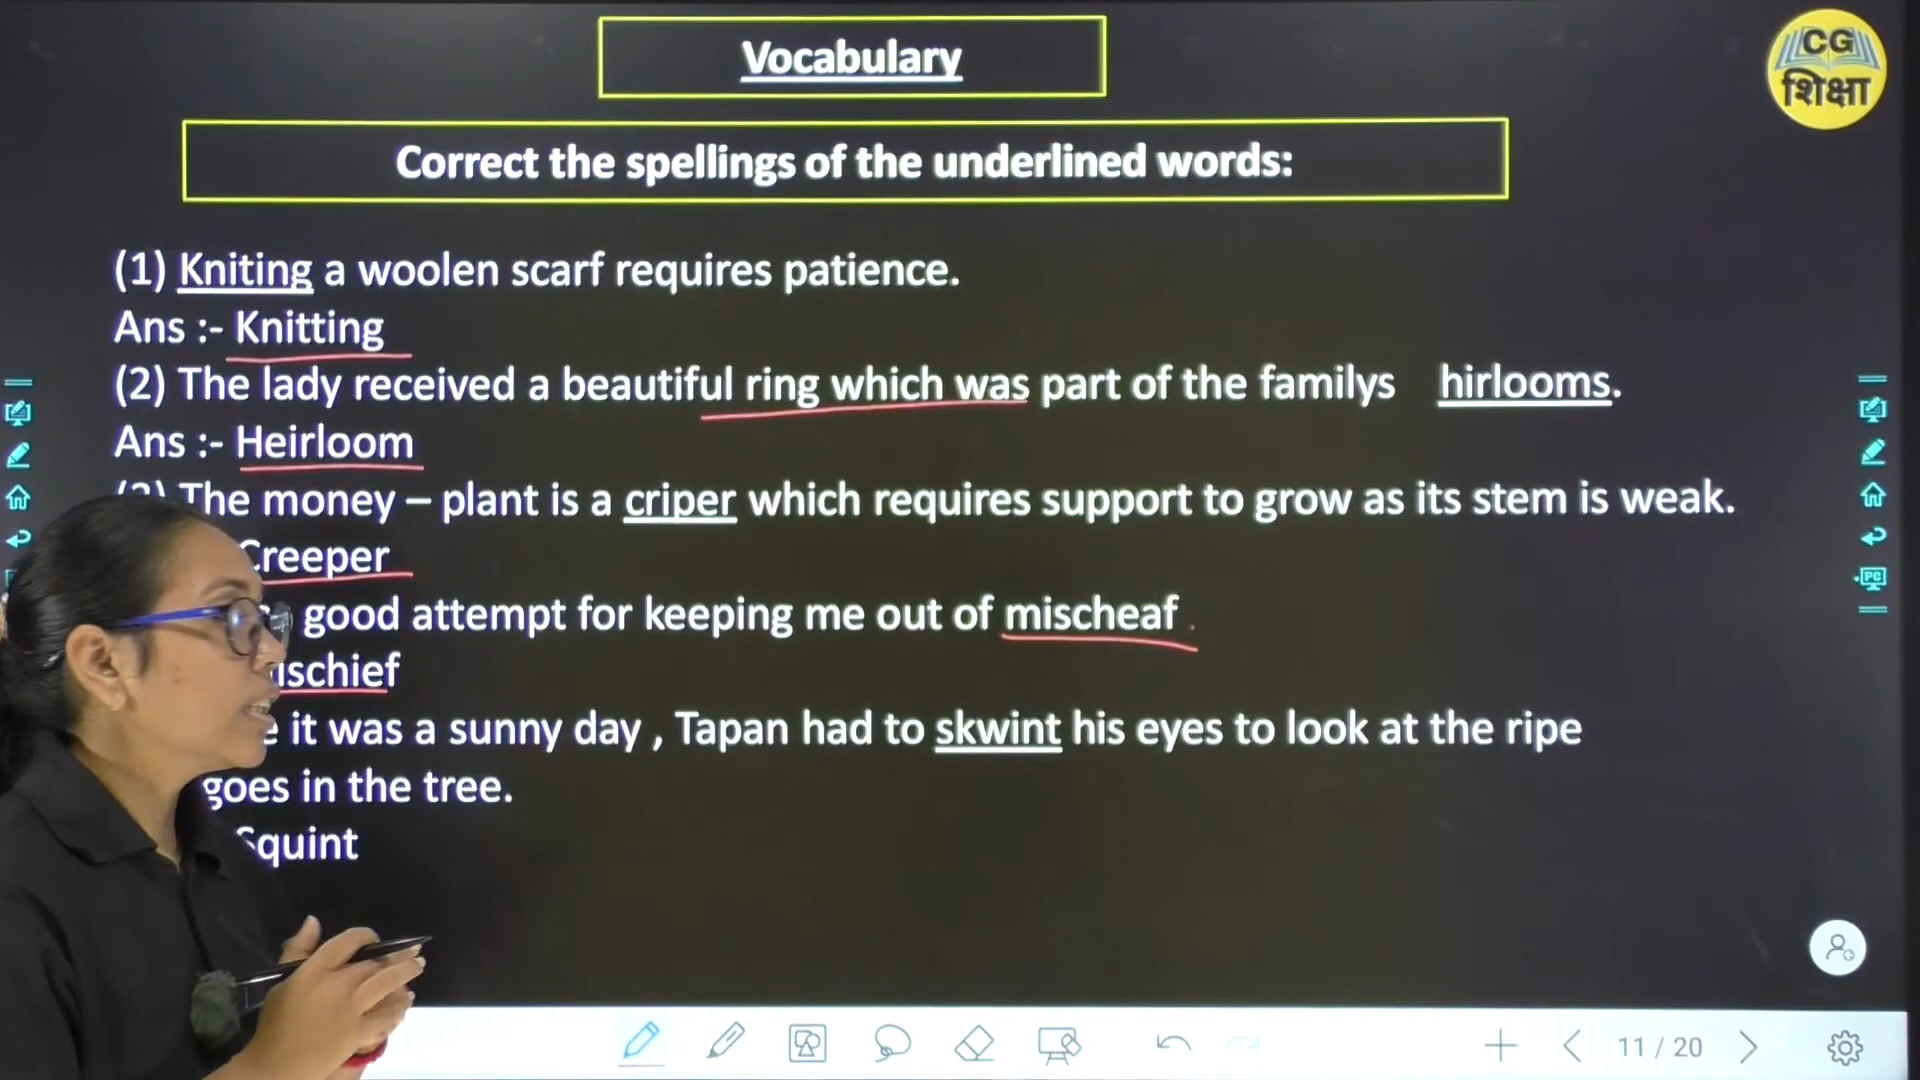 Vocabulary
CG
शिक्षा
Correct the spellings of the underlined words:
(1) Kniting a woolen scarf requires patience.
Ans :- Knitting
(2) The lady received a beautiful ring which was part of the familys hirlooms.
Ans :- Heirloom
The money – plant is a criper which requires support to grow as its stem is weak.
Creeper
good attempt for keeping me out of mischeaf .
ischief
it was a sunny day , Tapan had to skwint his eyes to look at the ripe
goes in the tree.
Squint
PC
11 / 20